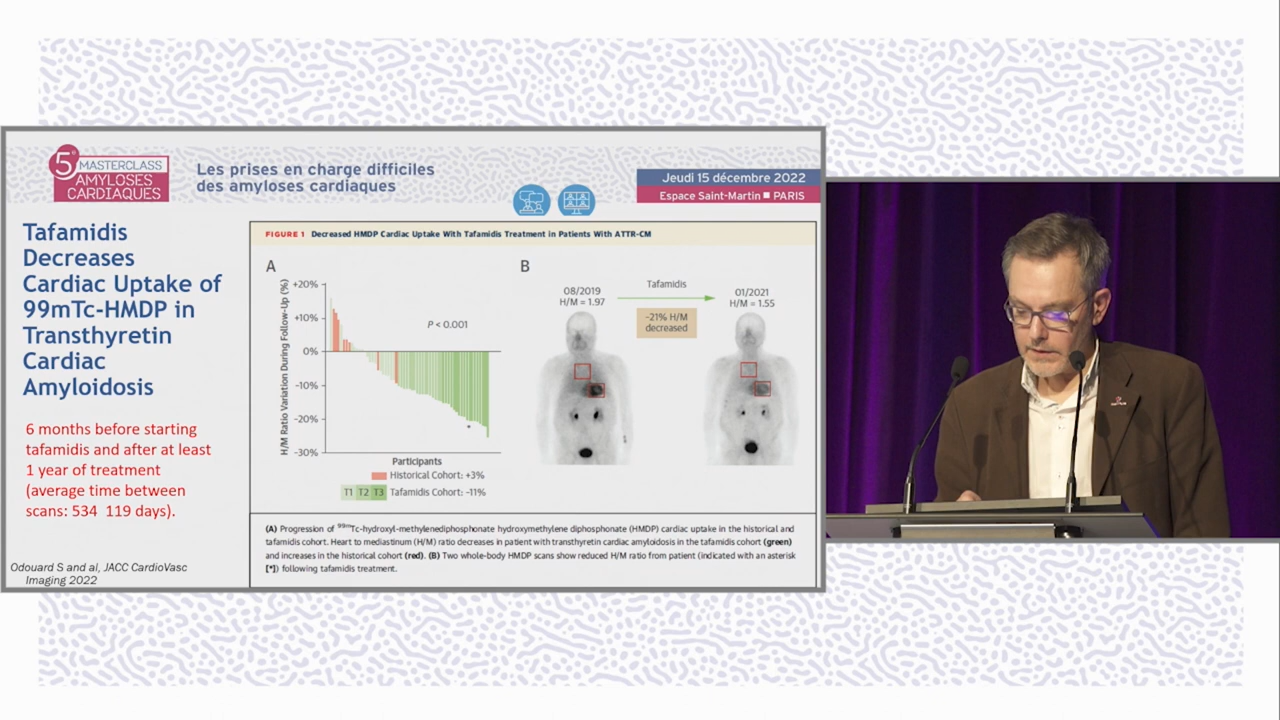 5e MASTERCLASS
AMYLOSES
CARDIAQUES
Les prises en charge difficiles
des amyloses cardiaques
Jeudi 15 décembre 2022
Espace Saint-Martin ■ PARIS
Tafamidis
Decreases
Cardiac Uptake of
99mTc-HMDP in
Transthyretin
Cardiac
Amyloidosis
6 months before starting
tafamidis and after at least
1 year of treatment
(average time between
scans: 534 119 days).
Odouard S and al, JACC CardioVasc
Imaging 2022
FIGURE 1 Decreased HMDP Cardiac Uptake With Tafamidis Treatment in Patients With ATTR-CM
A
H/M Ratio Variation During Follow-Up (%)
+20%
+10%
0%
-10%
-20%
-30%
P < 0.001
*
Participants
Historical Cohort: +3%
T1 T2 T3 Tafamidis Cohort: -11%
B
08/2019
H/M = 1.97
Tafamidis
-21% H/M
decreased
01/2021
H/M = 1.55
(A) Progression of 99mTc-hydroxyl-methylenediphosphonate hydroxymethylene diphosphonate (HMDP) cardiac uptake in the historical and
tafamidis cohort. Heart to mediastinum (H/M) ratio decreases in patient with transthyretin cardiac amyloidosis in the tafamidis cohort (green)
and increases in the historical cohort (red). (B) Two whole-body HMDP scans show reduced H/M ratio from patient (indicated with an asterisk
[*]) following tafamidis treatment.